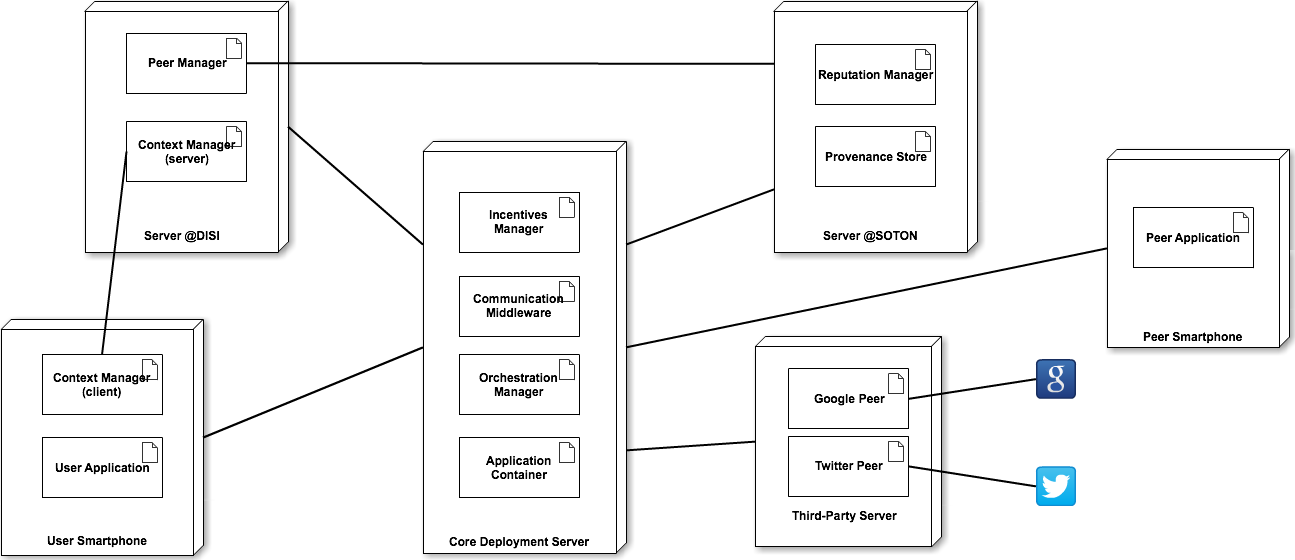 Peer Manager
Context Manager
(server)
Server @DISI
Reputation Manager
Provenance Store
Server @SOTON
Incentives
Manager
Communication
Middleware
Orchestration
Manager
Application
Container
Core Deployment Server
Peer Application
Peer Smartphone
Context Manager
(client)
User Application
User Smartphone
Google Peer
Twitter Peer
Third-Party Server
g